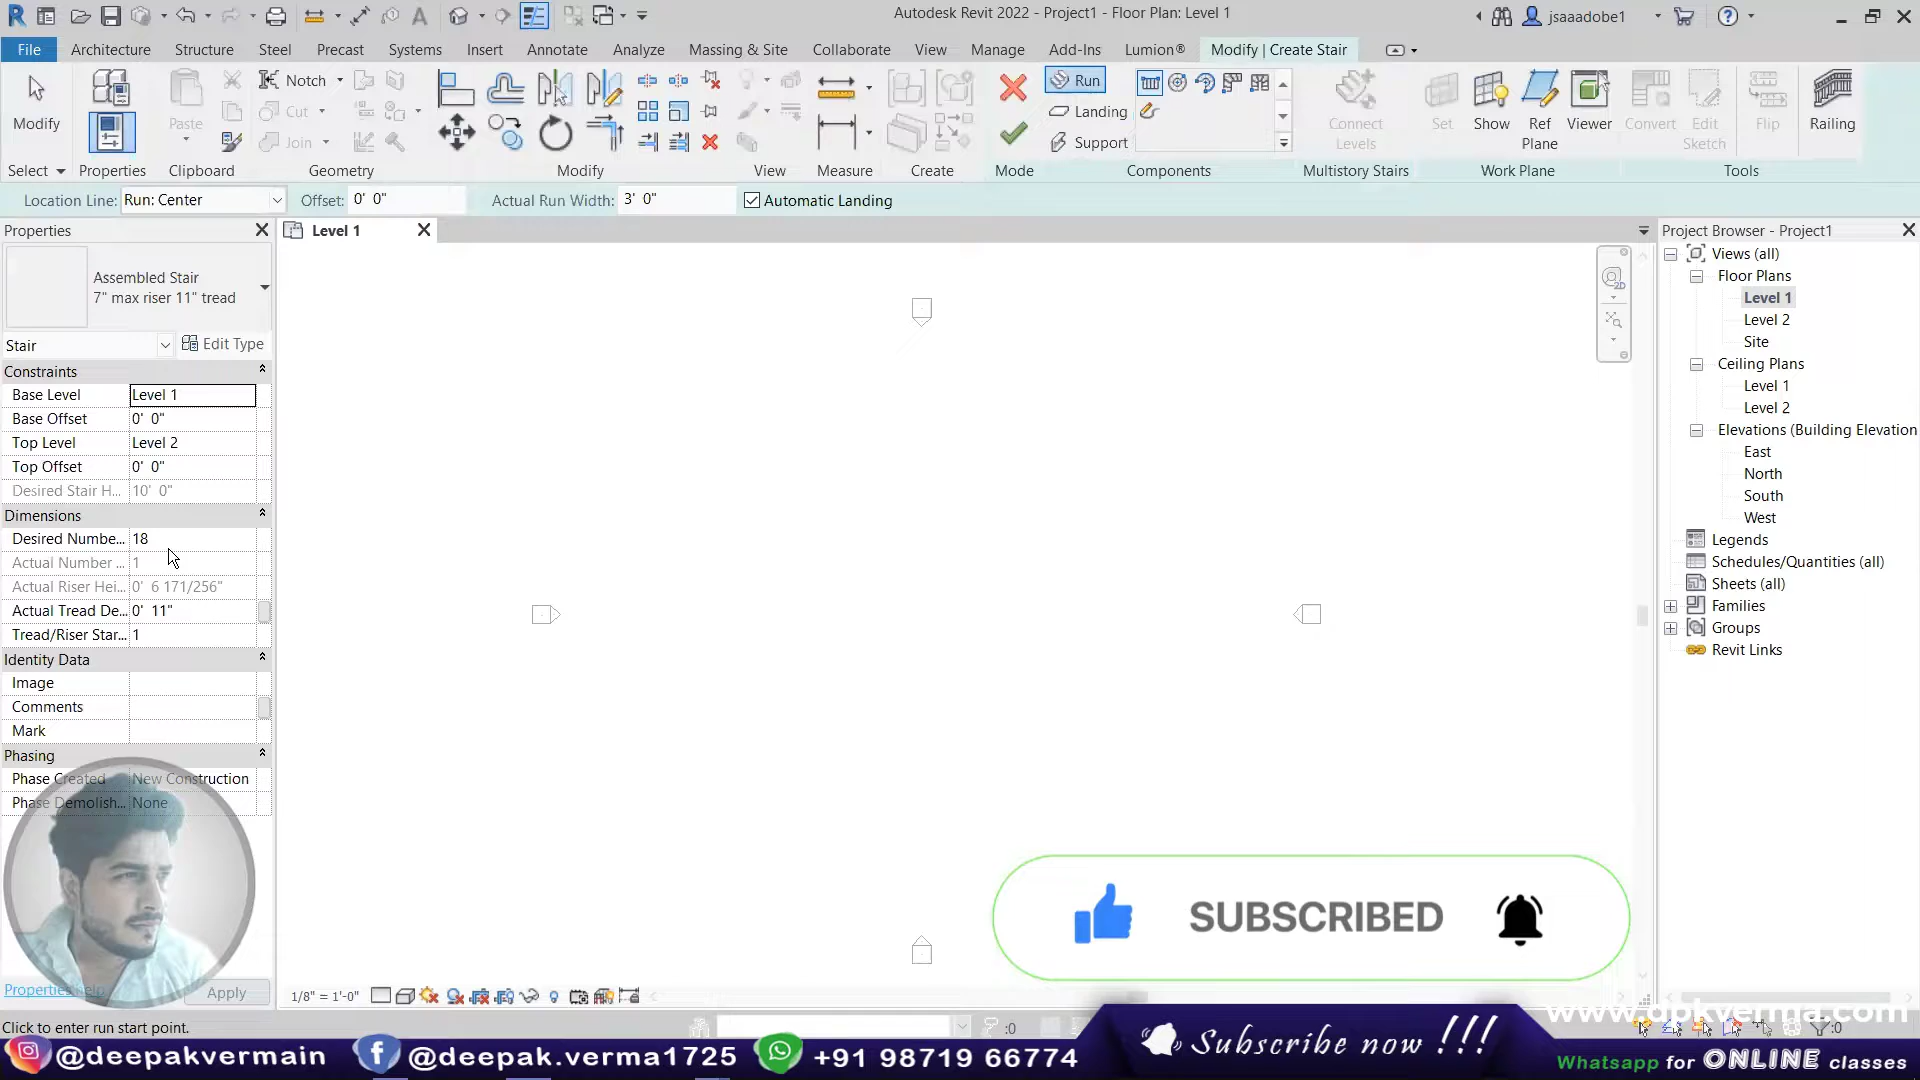 Autodesk Revit 2022 - Project1 - Floor Plan: Level 1
jsaaadobe1
File Architecture Structure Steel Precast Systems Insert Annotate Analyze Massing & Site Collaborate View Manage Add-Ins Lumion® Modify | Create Stair
Modify
Paste
Notch
Cut
Join
Run
Landing
Support
Connect Levels
Set
Show
Ref Plane
Viewer
Convert
Edit Sketch
Flip
Railing
Select Properties Clipboard Geometry Modify View Measure Create Mode Components Multistory Stairs Work Plane Tools
Location Line: Run: Center Offset: 0' 0" Actual Run Width: 3' 0" Automatic Landing
Properties
Level 1
Project Browser - Project1
Assembled Stair
7" max riser 11" tread
Stair
Edit Type
Constraints
Base Level Level 1
Base Offset 0' 0"
Top Level Level 2
Top Offset 0' 0"
Desired Stair H... 10' 0"
Dimensions
Desired Numbe... 18
Actual Number ... 1
Actual Riser Hei... 0' 6 171/256"
Actual Tread De... 0' 11"
Tread/Riser Star... 1
Identity Data
Image
Comments
Mark
Phasing
Phase Created New Construction
Phase Demolish... None
Properties help
Apply
2D
Views (all)
Floor Plans
Level 1
Level 2
Site
Ceiling Plans
Level 1
Level 2
Elevations (Building Elevation
East
North
South
West
Legends
Schedules/Quantities (all)
Sheets (all)
Families
Groups
Revit Links
SUBSCRIBED
1/8" = 1'-0"
www.dpkverma.com
Click to enter run start point.
:0
:0
@deepakvermain
@deepak.verma1725
+91 98719 66774
Subscribe now !!!
Whatsapp for ONLINE classes